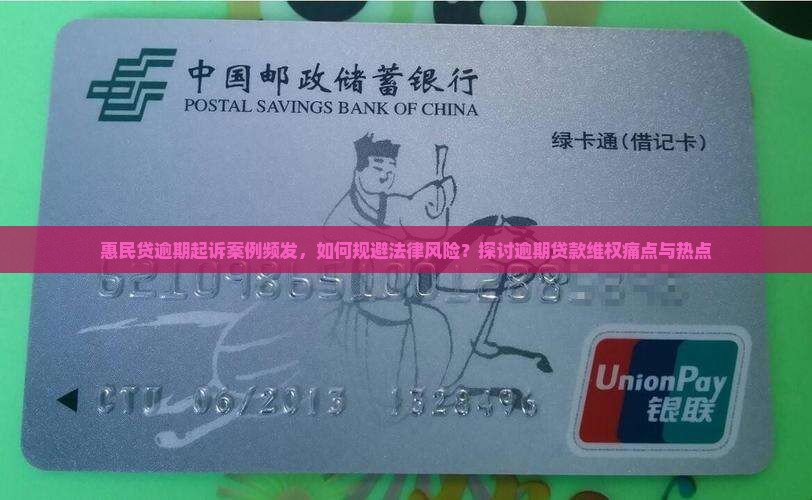 中国邮政储蓄银行
POSTAL SAVINGS BANK OF CHINA
绿卡通(借记卡)
惠民贷逾期起诉案例频发，如何规避法律风险？探讨逾期贷款维权痛点与热点
CTU 06/2013 1328496
UnionPay
银联